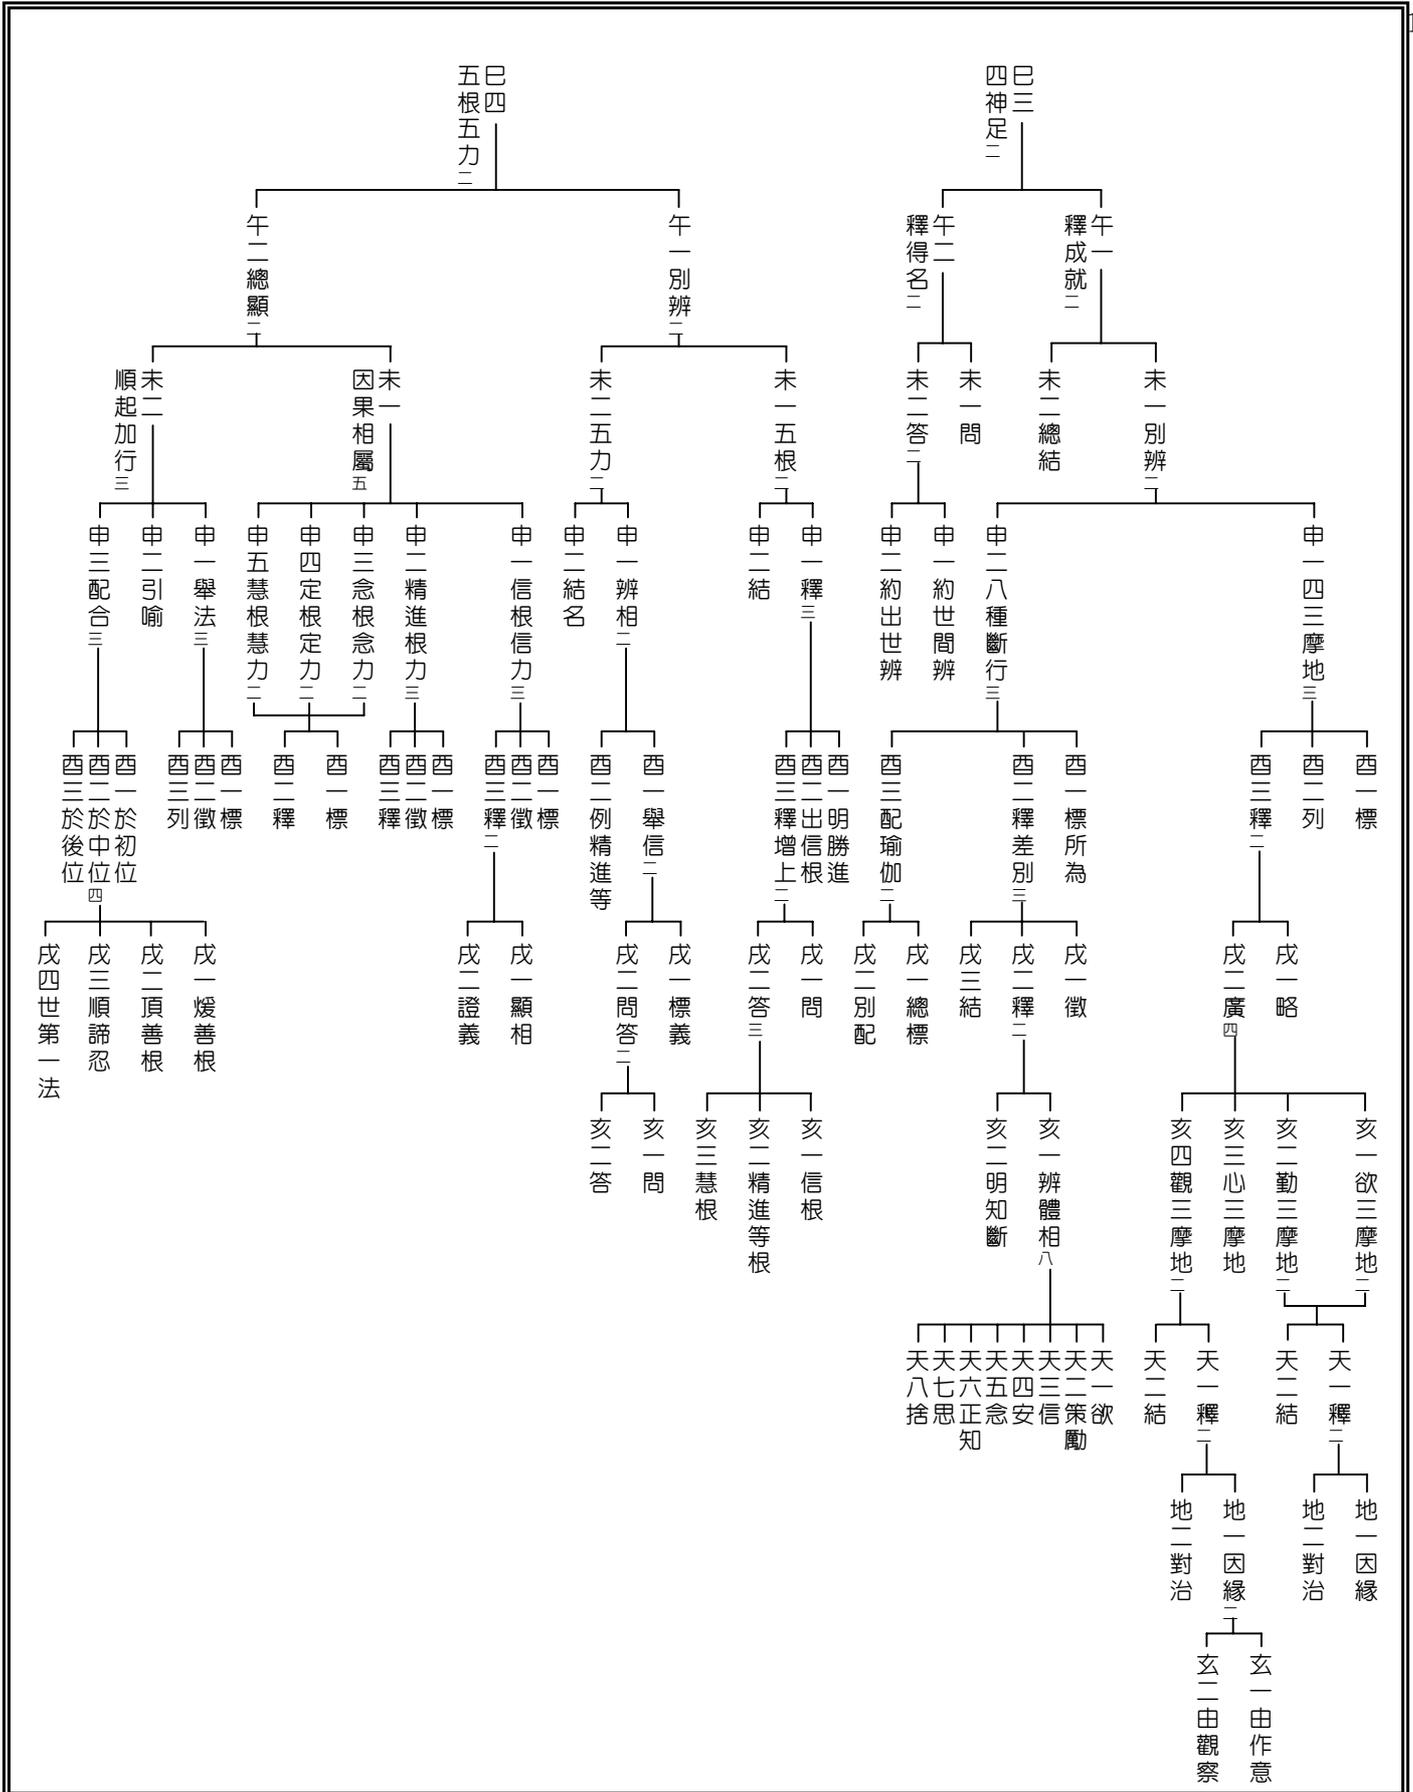 巳三
四神足二
巳四
五根五力二
午一
釋成就二
午二
釋得名二
午一別辨二
午二總顯二
未一別辨二
未二總結
未一問
未二答二
未一五根二
未二五力二
未一
因果相屬五
未二
順起加行三
申一四三摩地三
申二八種斷行三
申一約世間辨
申二約出世辨
申一釋三
申二結
申一辨相二
申二結名
申一信根信力三
申二精進根力三
申三念根念力二
申四定根定力二
申五慧根慧力二
申一舉法三
申二引喻
申三配合三
酉一標
酉二列
酉三釋二
酉一標所為
酉二釋差別三
酉三配瑜伽二
酉一明勝進
酉二出信根
酉三釋增上二
酉一舉信二
酉二例精進等
酉一標
酉二徵
酉三釋二
酉一標
酉二徵
酉三釋
酉一標
酉二釋
酉一標
酉二徵
酉三列
酉一於初位
酉二於中位四
酉三於後位
戌一略
戌二廣四
戌一徵
戌二釋二
戌三結
戌一總標
戌二別配
戌一問
戌二答三
戌一標義
戌二問答二
戌一顯相
戌二證義
戌一煖善根
戌二頂善根
戌三順諦忍
戌四世第一法
亥一欲三摩地二
亥二勤三摩地二
亥三心三摩地
亥四觀三摩地二
亥一辨體相八
亥二明知斷
亥一信根
亥二精進等根
亥三慧根
亥一問
亥二答
天一釋二
天二結
天一釋二
天二結
天一欲
天二策勵
天三信
天四安
天五念
天六正知
天七思
天八捨
地一因緣
地二對治
地一因緣二
地二對治
玄一由作意
玄二由觀察